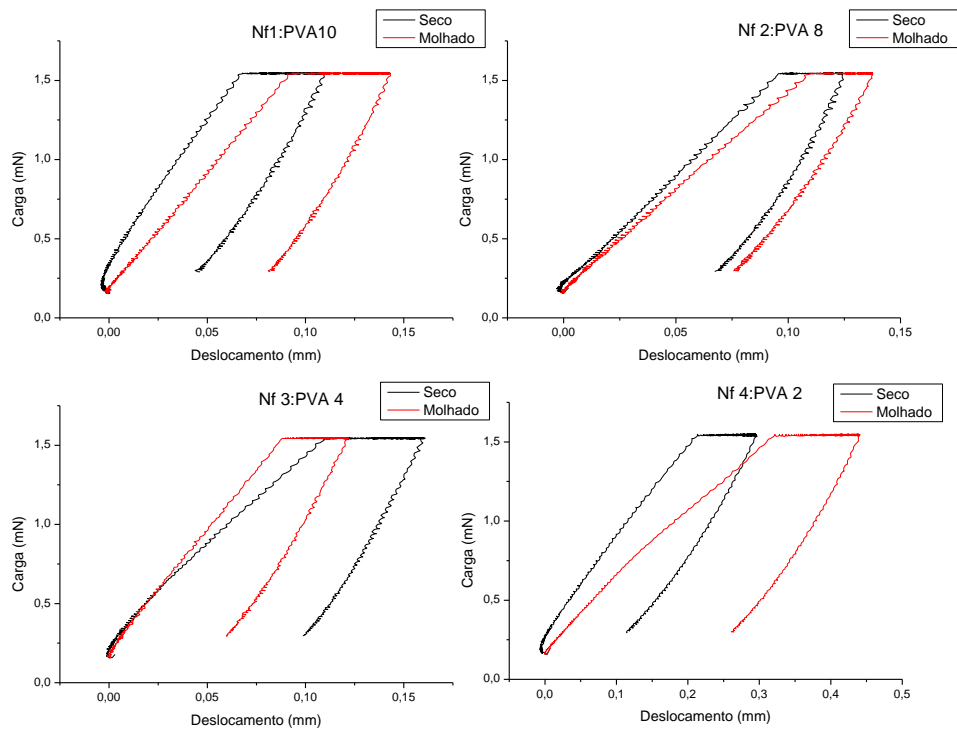 Nf1:PVA10
Seco
Molhado
Carga (mN)
1,5
1,0
0,5
0,0
0,00
0,05
0,10
0,15
Deslocamento (mm)
Nf 2:PVA 8
Seco
Molhado
Carga (mN)
1,5
1,0
0,5
0,0
0,00
0,05
0,10
0,15
Deslocamento (mm)
Nf 3:PVA 4
Seco
Molhado
Carga (mN)
1,5
1,0
0,5
0,0
0,00
0,05
0,10
0,15
Deslocamento (mm)
Nf 4:PVA 2
Seco
Molhado
Carga (mN)
1,5
1,0
0,5
0,0
0,0
0,1
0,2
0,3
0,4
0,5
Deslocamento (mm)